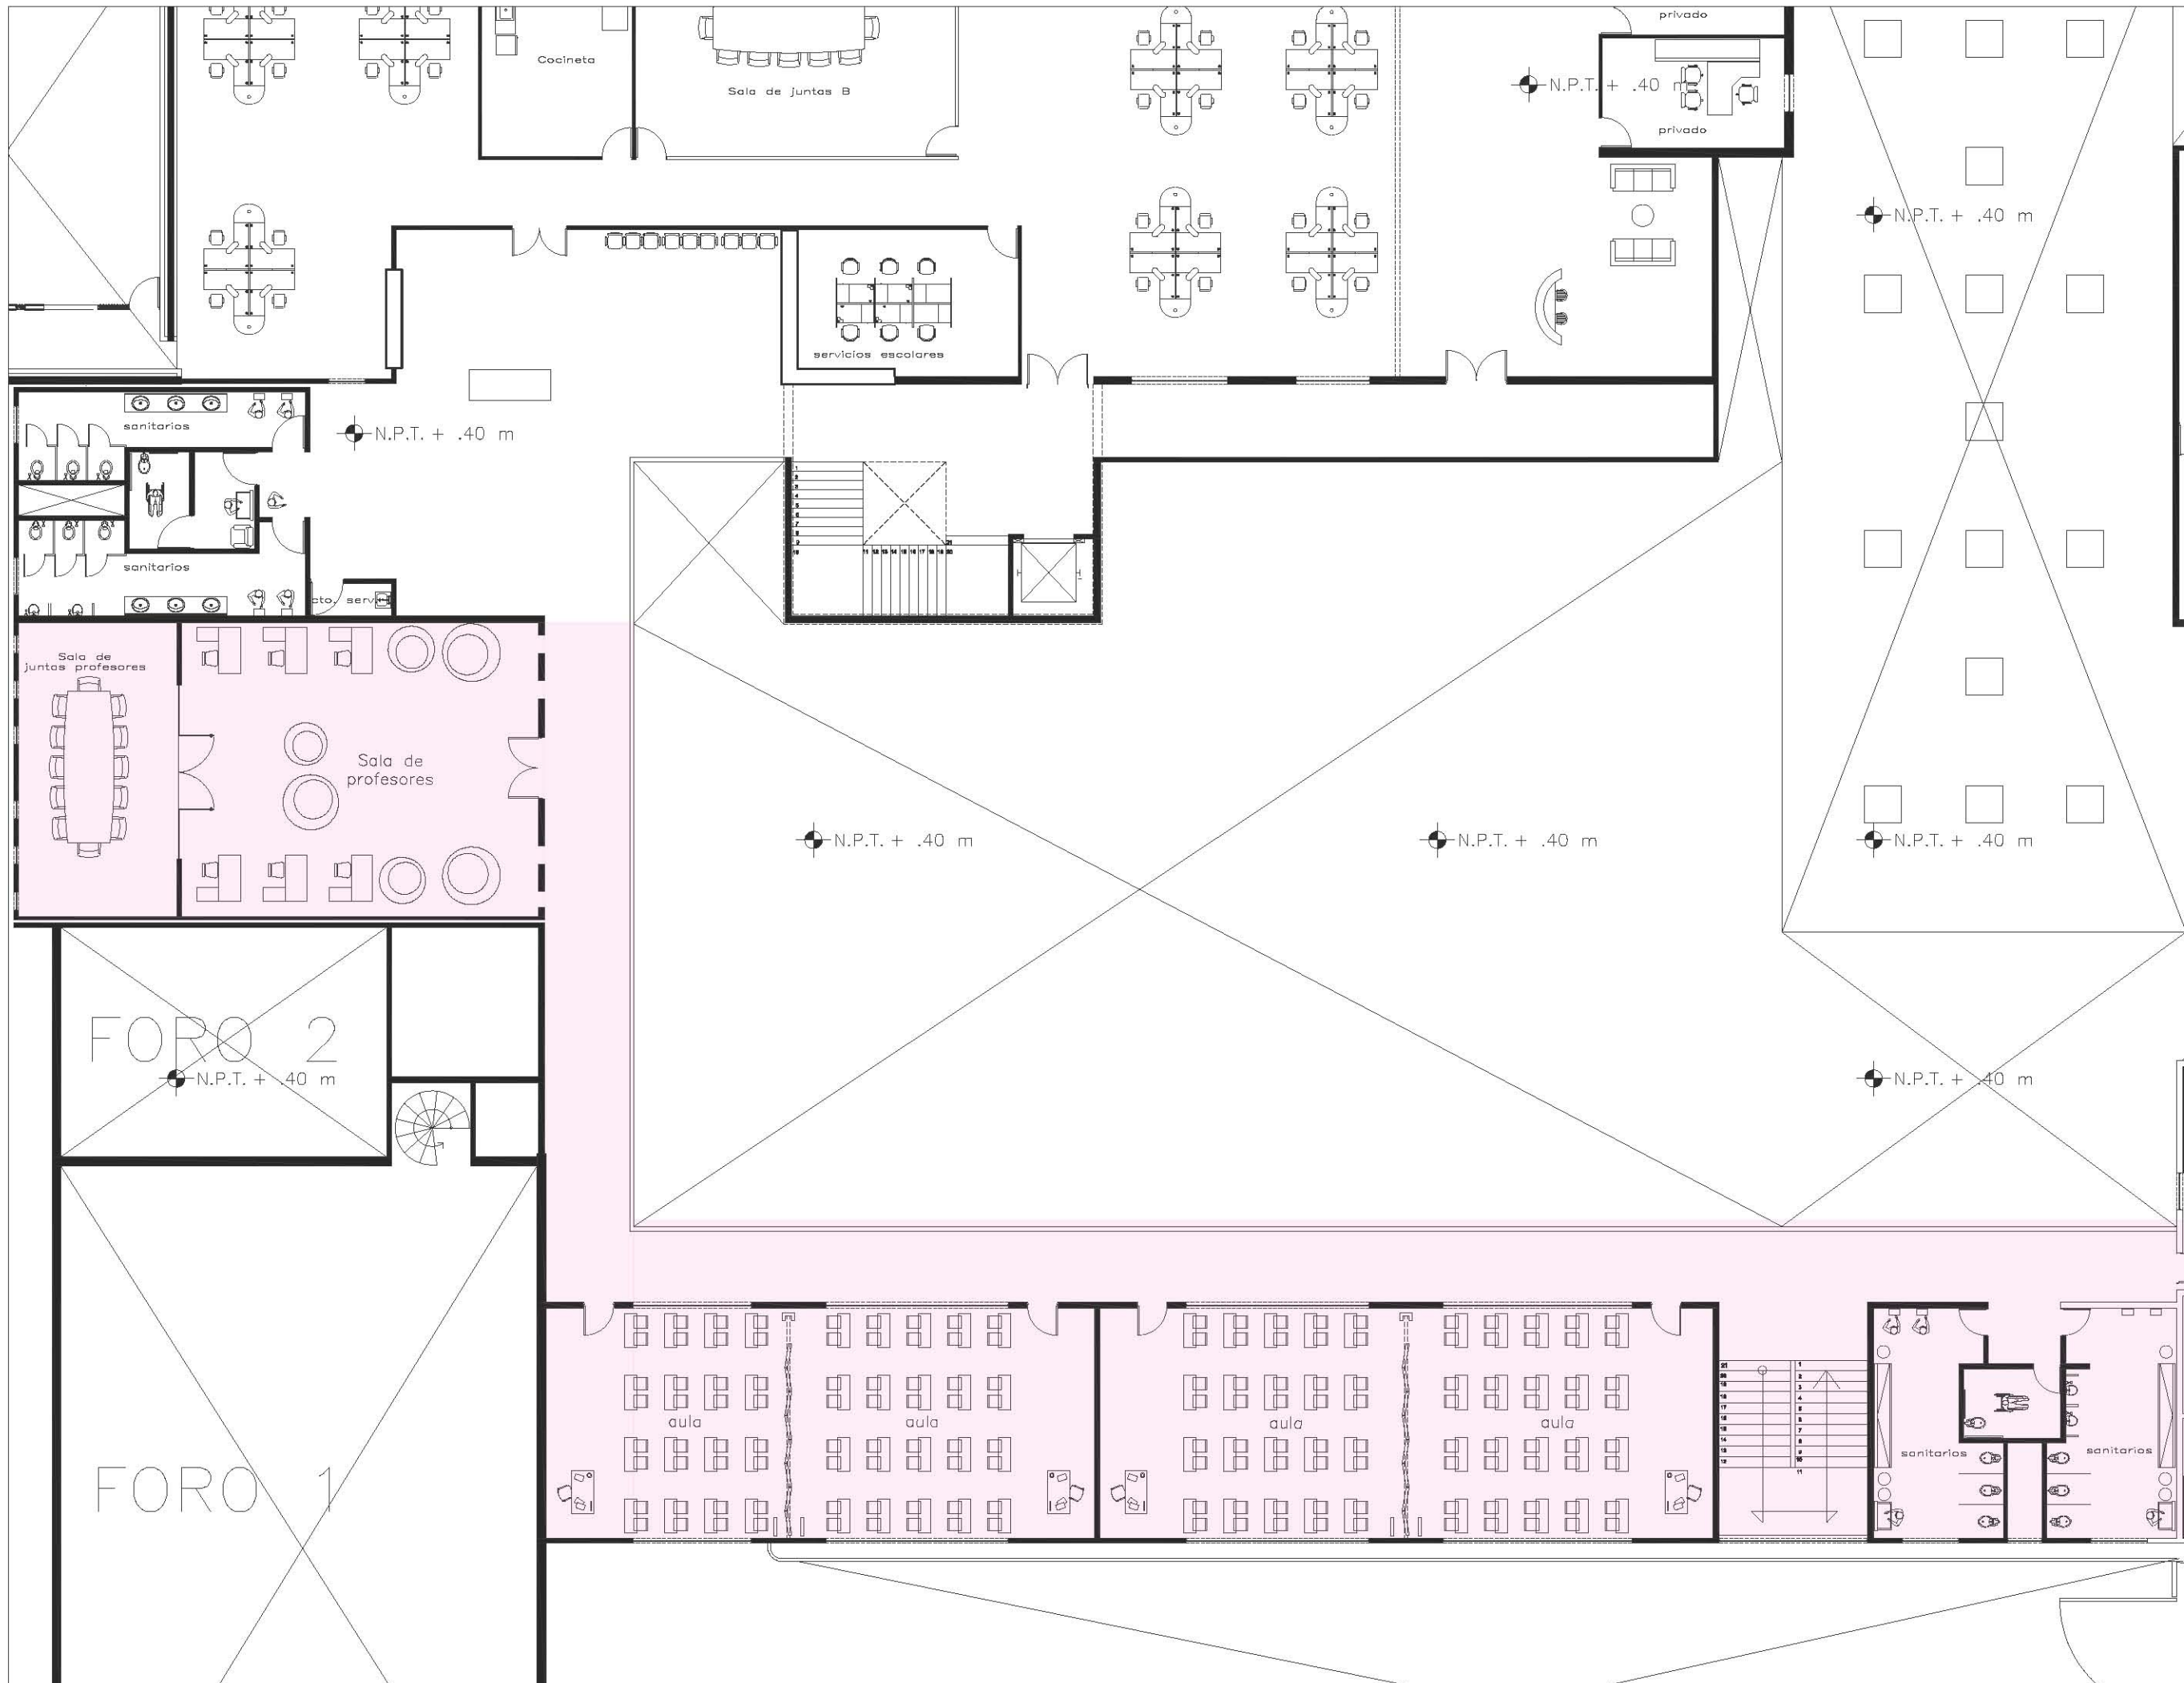 privado
Cocineta
Sala de juntas B
N.P.T. + .40 m
privado
N.P.T. + .40 m
servicios escolares
sanitarios
N.P.T. + .40 m
sanitarios
cto. serv.
Sala de
juntas profesores
Sala de
profesores
N.P.T. + .40 m
N.P.T. + .40 m
N.P.T. + .40 m
FORO 2
N.P.T. + .40 m
N.P.T. + .40 m
aula
aula
aula
aula
sanitarios
sanitarios
FORO 1